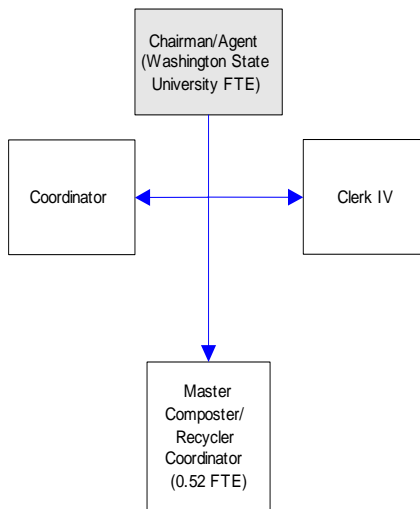 Chairman/Agent
(Washington State
University FTE)
Coordinator
Clerk IV
Master
Composter/
Recycler
Coordinator
(0.52 FTE)